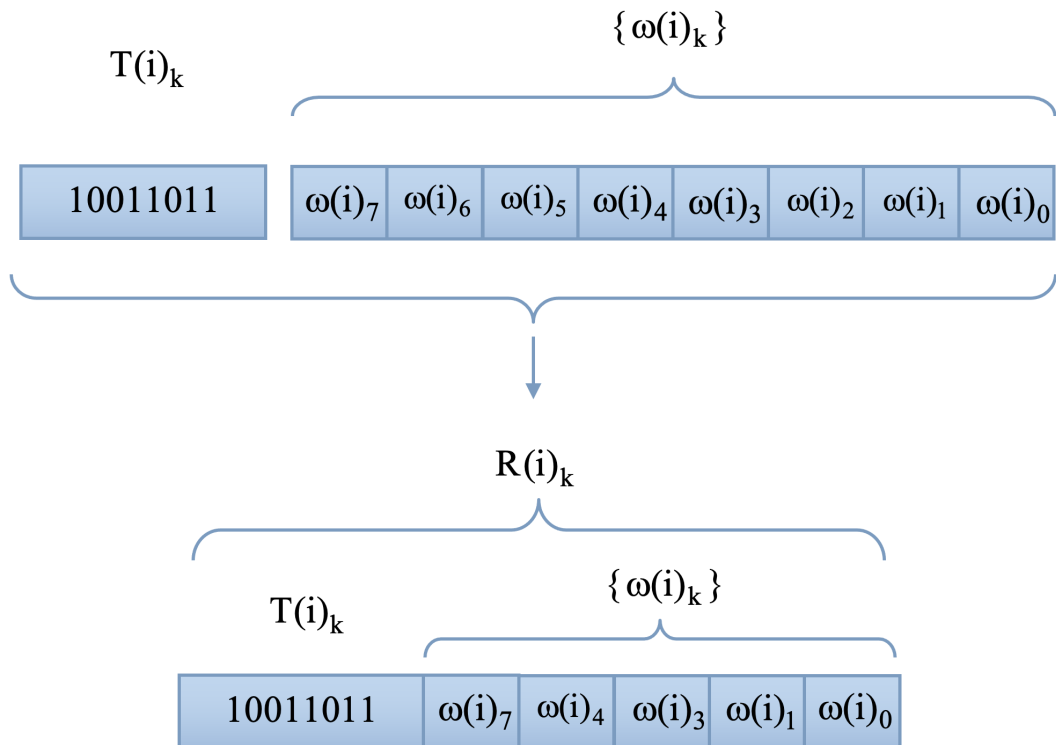 {ω(i)ₖ}
T(i)ₖ
10011011 ω(i)₇ ω(i)₆ ω(i)₅ ω(i)₄ ω(i)₃ ω(i)₂ ω(i)₁ ω(i)₀
R(i)ₖ
{ω(i)ₖ}
T(i)ₖ
10011011 ω(i)₇ ω(i)₄ ω(i)₃ ω(i)₁ ω(i)₀